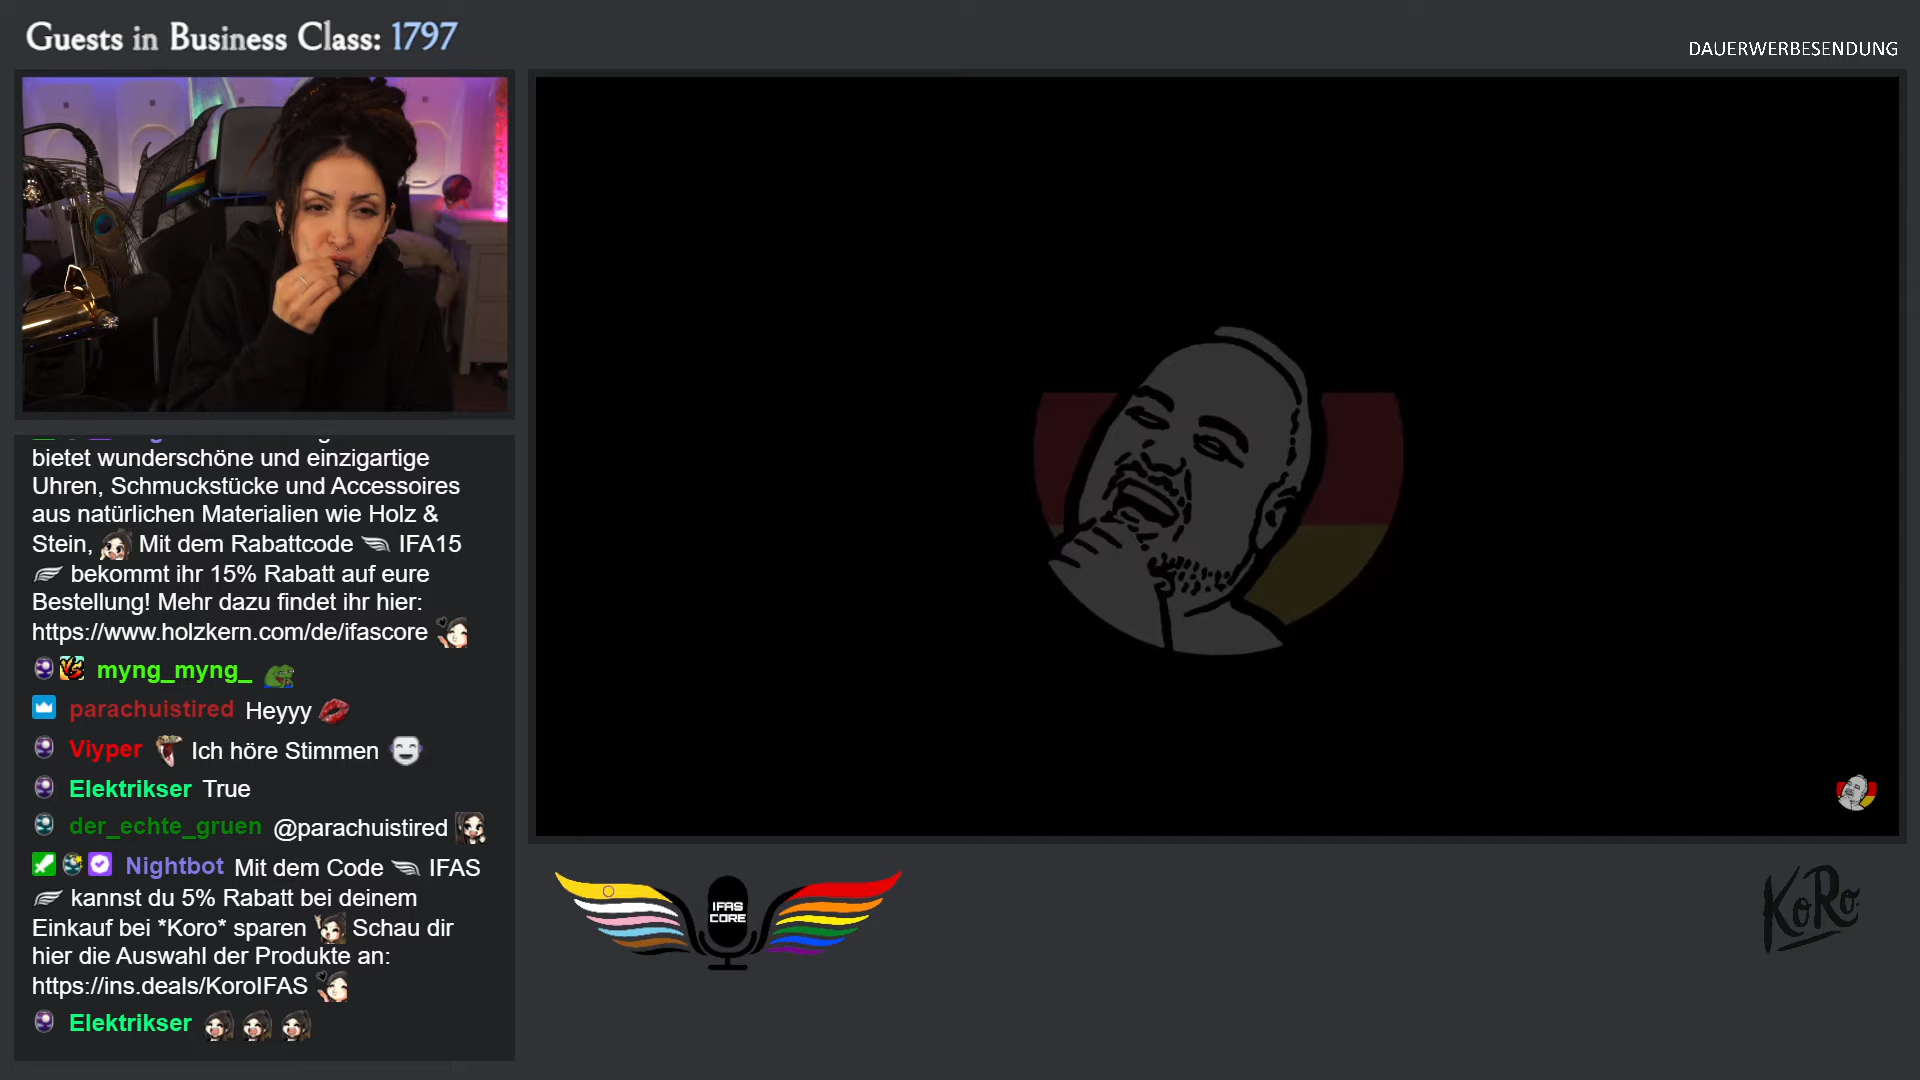 Guests in Business Class: 1797
DAUERWERBESENDUNG
bietet wunderschöne und einzigartige
Uhren, Schmuckstücke und Accessoires
aus natürlichen Materialien wie Holz &
Stein, Mit dem Rabattcode IFA15
bekommt ihr 15% Rabatt auf eure
Bestellung! Mehr dazu findet ihr hier:
https://www.holzkern.com/de/ifascore
myng_myng_
parachuistired Heyyy
Viyper Ich höre Stimmen
Elektrikser True
der_echte_gruen @parachuistired
Nightbot Mit dem Code IFAS
kannst du 5% Rabatt bei deinem
Einkauf bei *Koro* sparen Schau dir
hier die Auswahl der Produkte an:
https://ins.deals/KoroIFAS
Elektrikser
IFAS
CORE
KoRo